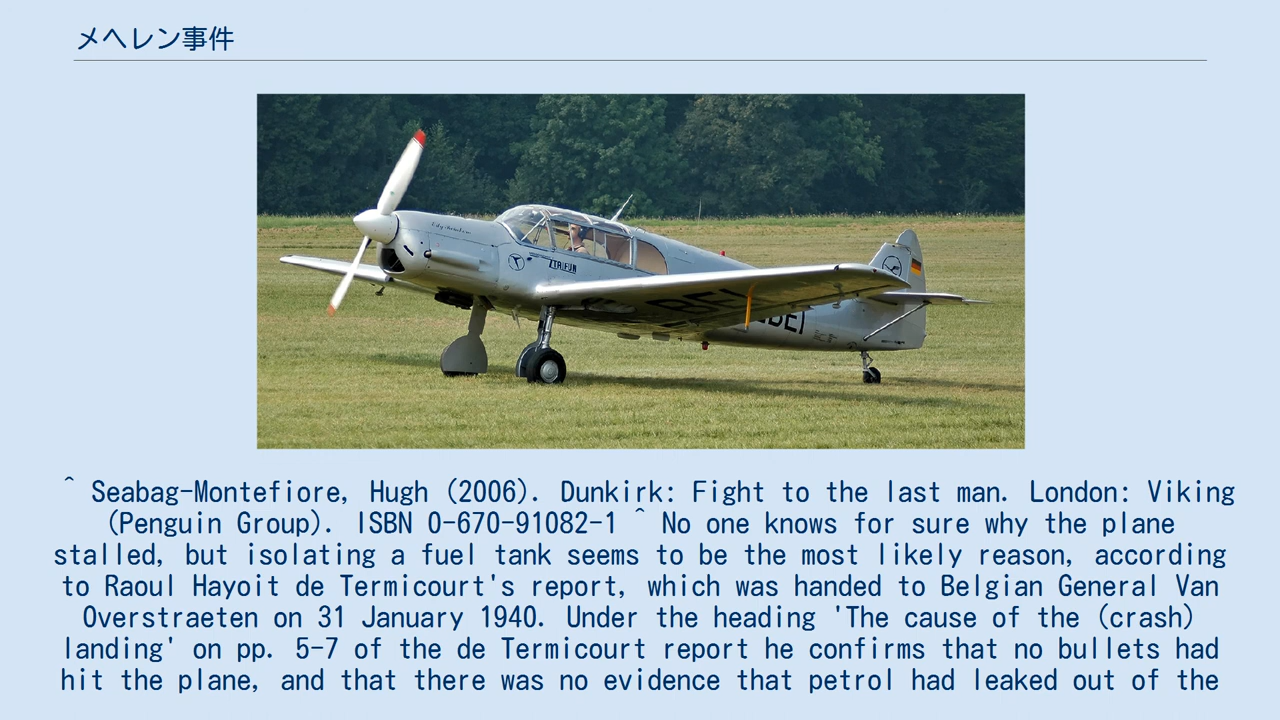 メヘレン事件
TAIFUN
BEI
EBEI
^ Seabag-Montefiore, Hugh (2006). Dunkirk: Fight to the last man. London: Viking
(Penguin Group). ISBN 0-670-91082-1 ^ No one knows for sure why the plane
stalled, but isolating a fuel tank seems to be the most likely reason, according
to Raoul Hayoit de Termicourt's report, which was handed to Belgian General Van
Overstraeten on 31 January 1940. Under the heading 'The cause of the (crash)
landing' on pp. 5-7 of the de Termicourt report he confirms that no bullets had
hit the plane, and that there was no evidence that petrol had leaked out of the